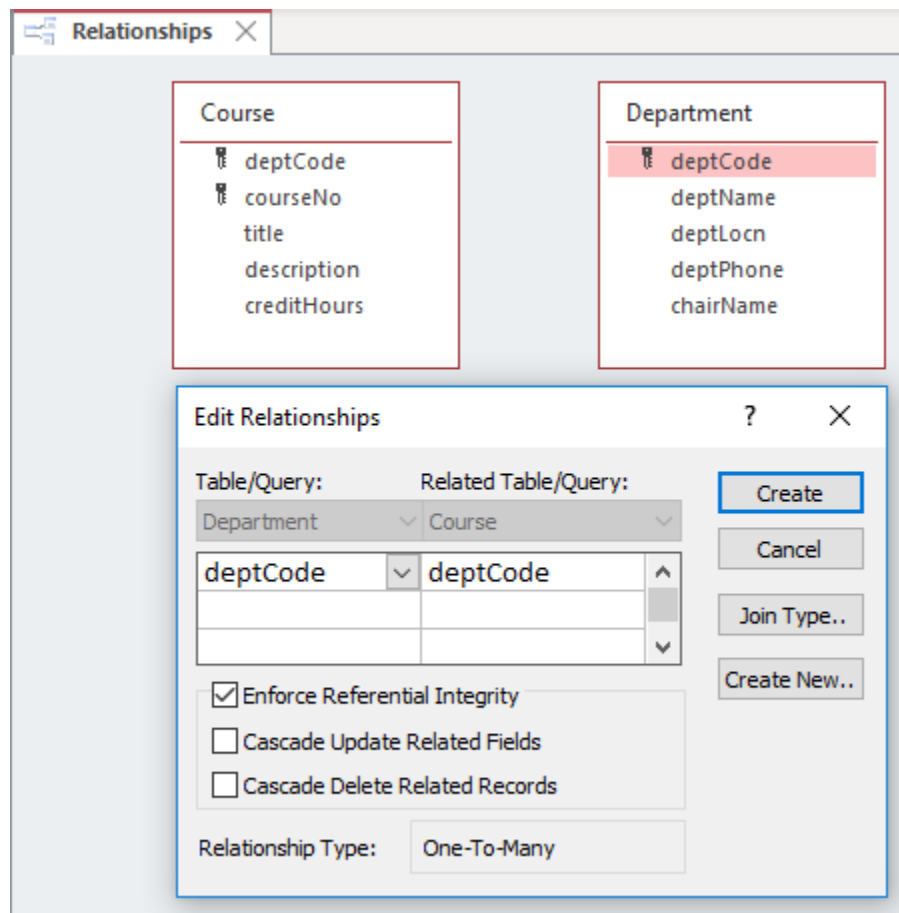 Relationships
Course
deptCode
courseNo
title
description
creditHours
Department
deptCode
deptName
deptLocn
deptPhone
chairName
Edit Relationships ?
Table/Query: Related Table/Query:
Department Course
deptCode deptCode
Enforce Referential Integrity
Cascade Update Related Fields
Cascade Delete Related Records
Relationship Type: One-To-Many
Create
Cancel
Join Type..
Create New..